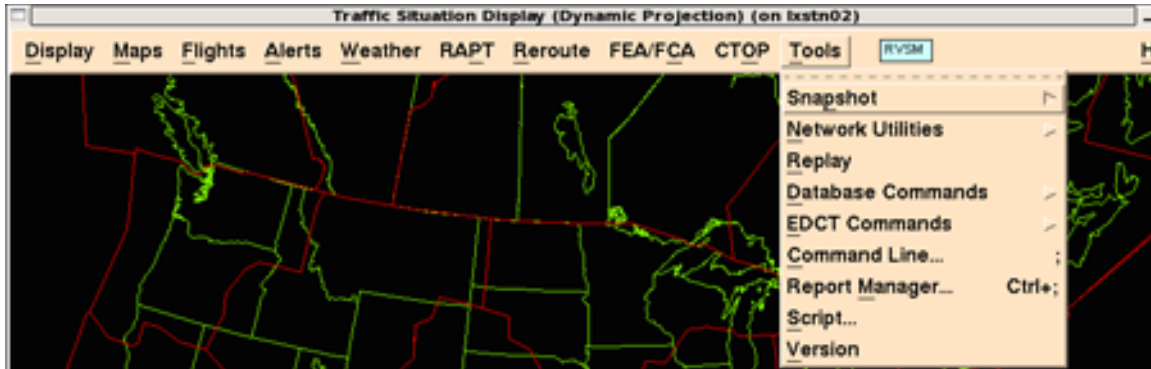 Traffic Situation Display (Dynamic Projection) (on lxstn02)
Display Maps Flights Alerts Weather RAPT Reroute FEA/FCA CTOP Tools RVSM H
Snapshot
Network Utilities
Replay
Database Commands
EDCT Commands
Command Line... ;
Report Manager... Ctrl+;
Script...
Version